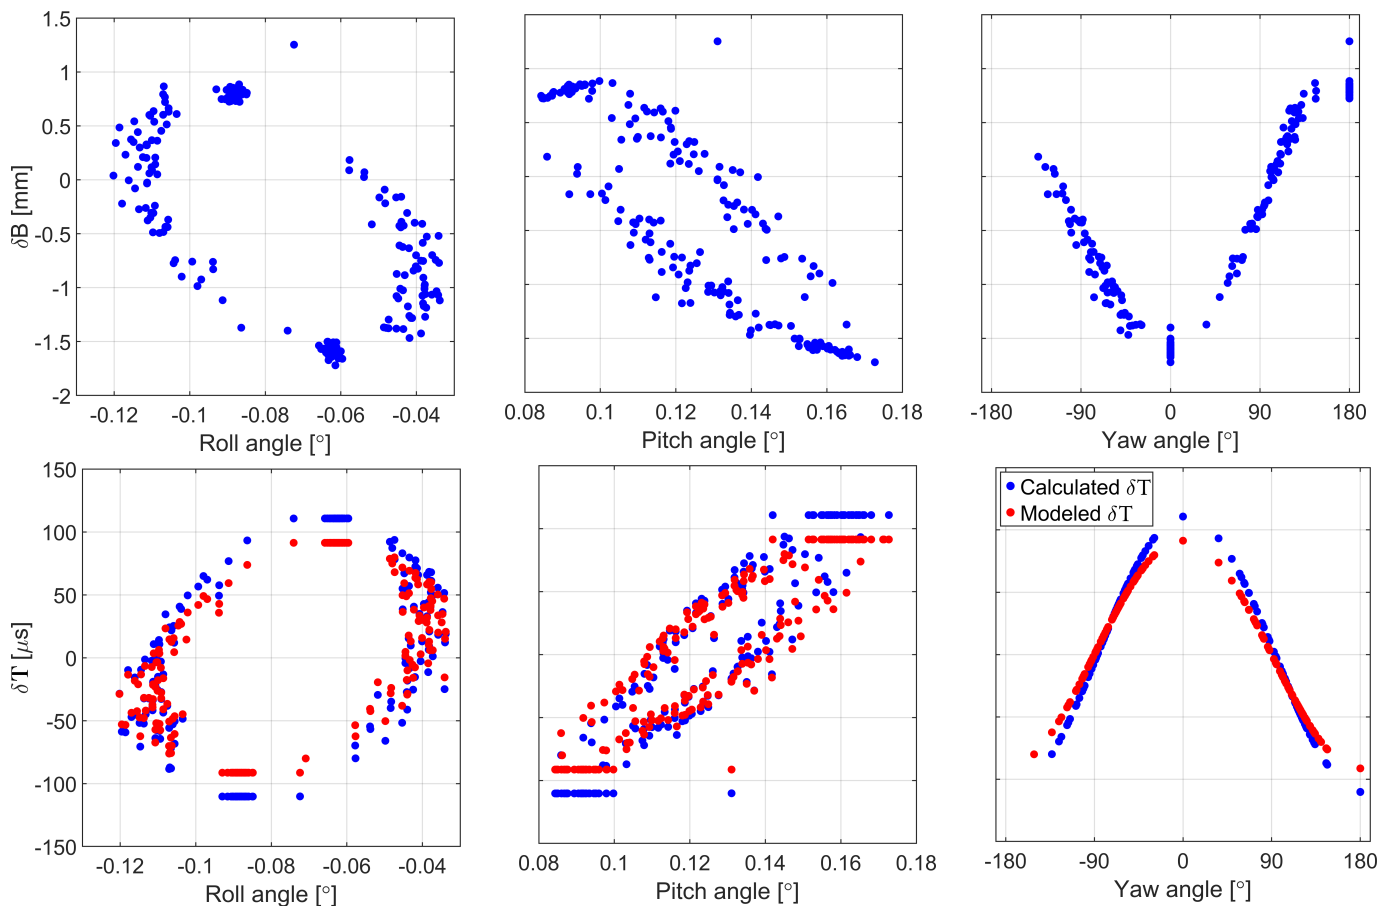 1.5
1
0.5
0
-0.5
-1
-1.5
-2
δB [mm]
-0.12 -0.1 -0.08 -0.06 -0.04
Roll angle [°]
0.08 0.1 0.12 0.14 0.16 0.18
Pitch angle [°]
-180 -90 0 90 180
Yaw angle [°]
150
100
50
0
-50
-100
-150
δT [μs]
-0.12 -0.1 -0.08 -0.06 -0.04
Roll angle [°]
0.08 0.1 0.12 0.14 0.16 0.18
Pitch angle [°]
Calculated δT
Modeled δT
-180 -90 0 90 180
Yaw angle [°]